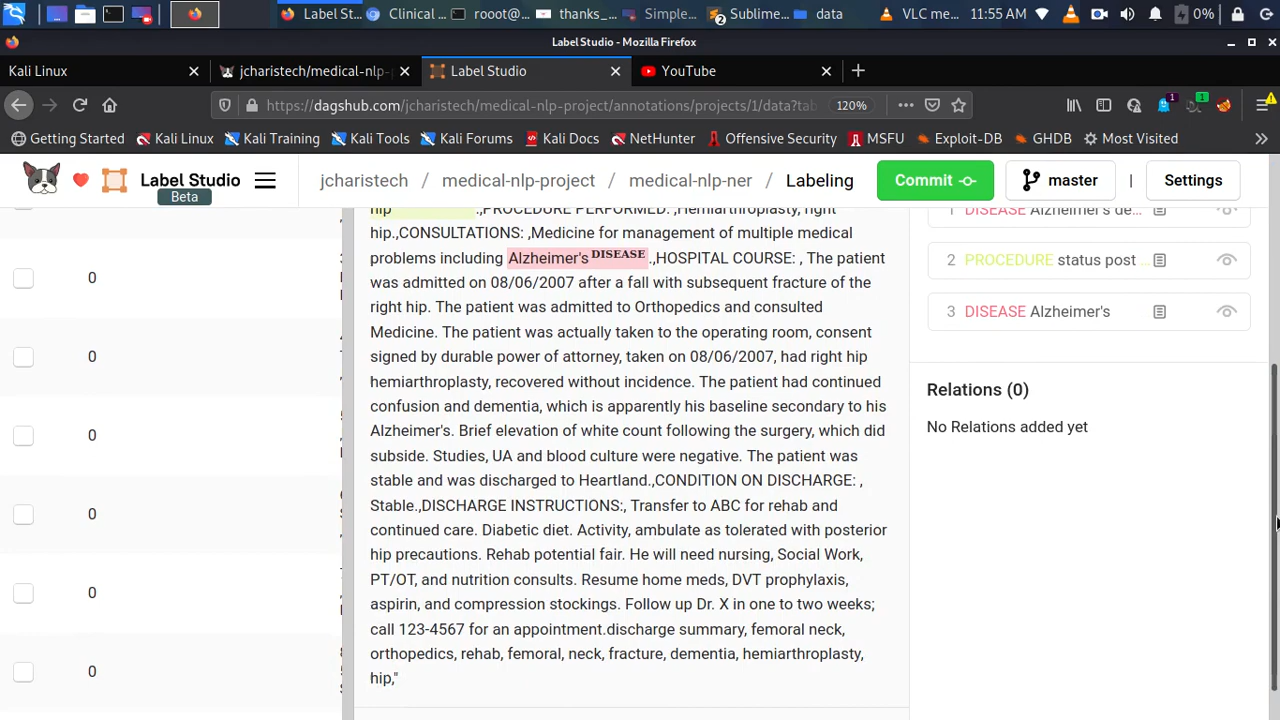 Label St...
Clinical ...
rooot@...
thanks_...
Simple...
2
Sublime...
data
VLC me...
11:55 AM
0%
Label Studio - Mozilla Firefox
Kali Linux
jcharistech/medical-nlp-
Label Studio
YouTube
https://dagshub.com/jcharistech/medical-nlp-project/annotations/projects/1/data?tab
120%
1
1
Getting Started
Kali Linux
Kali Training
Kali Tools
Kali Forums
Kali Docs
NetHunter
Offensive Security
MSFU
Exploit-DB
GHDB
Most Visited
Label Studio
Beta
jcharistech / medical-nlp-project / medical-nlp-ner / Labeling
Commit
master
Settings
0
0
0
0
0
0
hip .,PROCEDURE PERFORMED: ,Hemiarthroplasty, right
hip.,CONSULTATIONS: ,Medicine for management of multiple medical
problems including Alzheimer's DISEASE .,HOSPITAL COURSE: , The patient
was admitted on 08/06/2007 after a fall with subsequent fracture of the
right hip. The patient was admitted to Orthopedics and consulted
Medicine. The patient was actually taken to the operating room, consent
signed by durable power of attorney, taken on 08/06/2007, had right hip
hemiarthroplasty, recovered without incidence. The patient had continued
confusion and dementia, which is apparently his baseline secondary to his
Alzheimer's. Brief elevation of white count following the surgery, which did
subside. Studies, UA and blood culture were negative. The patient was
stable and was discharged to Heartland.,CONDITION ON DISCHARGE: ,
Stable.,DISCHARGE INSTRUCTIONS:, Transfer to ABC for rehab and
continued care. Diabetic diet. Activity, ambulate as tolerated with posterior
hip precautions. Rehab potential fair. He will need nursing, Social Work,
PT/OT, and nutrition consults. Resume home meds, DVT prophylaxis,
aspirin, and compression stockings. Follow up Dr. X in one to two weeks;
call 123-4567 for an appointment.discharge summary, femoral neck,
orthopedics, rehab, femoral, neck, fracture, dementia, hemiarthroplasty,
hip,"
1 DISEASE Alzheimer's de...
2 PROCEDURE status post ...
3 DISEASE Alzheimer's
Relations (0)
No Relations added yet